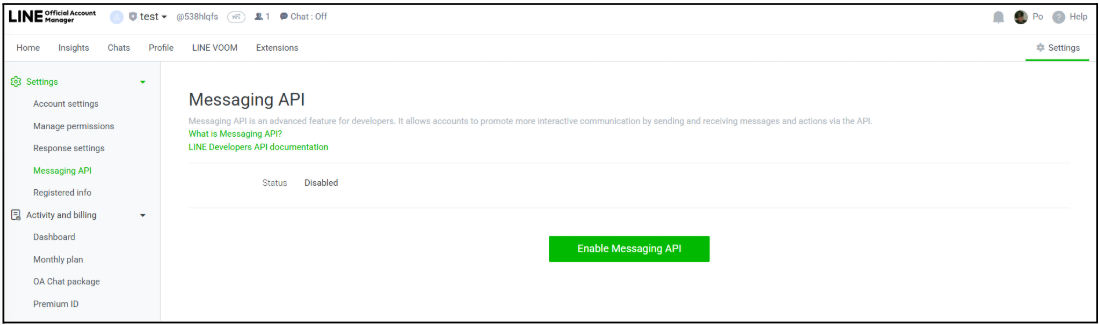 LINE Official Account Manager test @538hlqfs 1 Chat : Off Po Help
Home Insights Chats Profile LINE VOOM Extensions Settings
Settings
Account settings
Manage permissions
Response settings
Messaging API
Registered info
Activity and billing
Dashboard
Monthly plan
OA Chat package
Premium ID
Messaging API
Messaging API is an advanced feature for developers. It allows accounts to promote more interactive communication by sending and receiving messages and actions via the API.
What is Messaging API?
LINE Developers API documentation
Status Disabled
Enable Messaging API